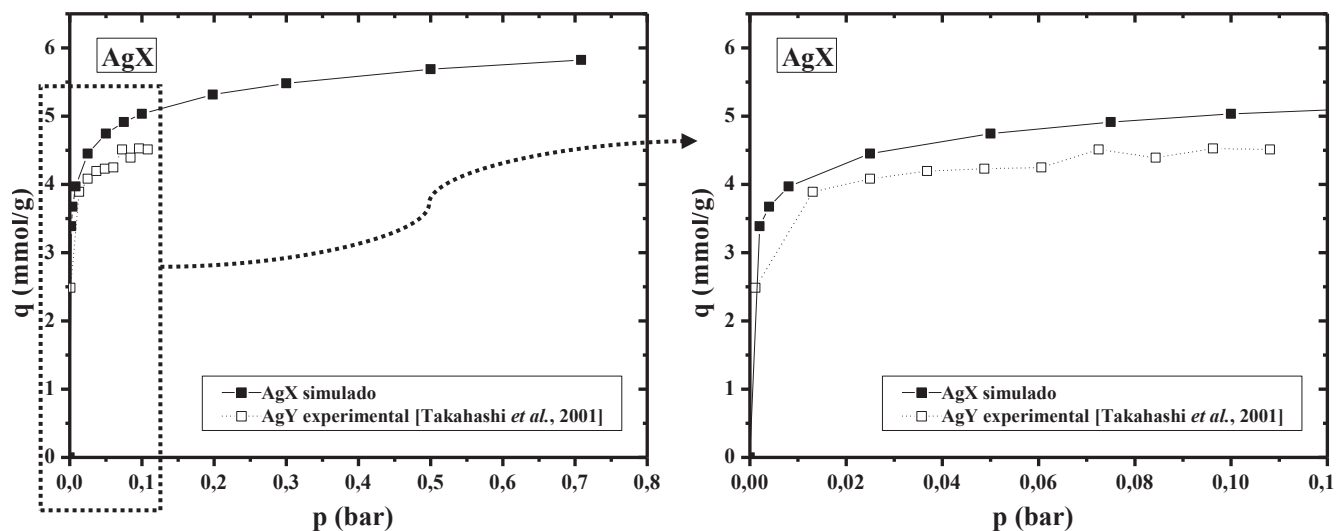 AgX
6
5
4
3
2
1
0
q (mmol/g)
AgX simulado
AgY experimental [Takahashi et al., 2001]
0,0 0,1 0,2 0,3 0,4 0,5 0,6 0,7 0,8
p (bar)
AgX
6
5
4
3
2
1
0
q (mmol/g)
AgX simulado
AgY experimental [Takahashi et al., 2001]
0,00 0,02 0,04 0,06 0,08 0,10 0,1
p (bar)